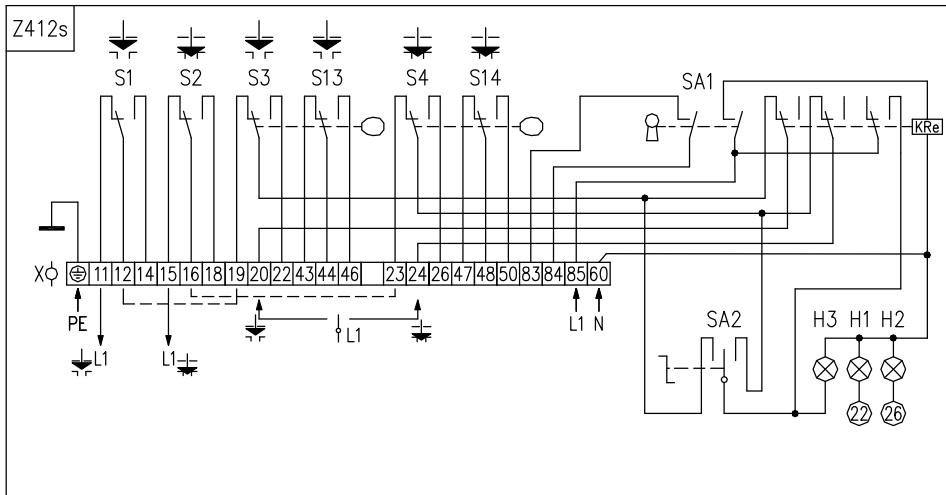 Z412s
S1 S2 S3 S13 S4 S14 SA1
KRe
X 11 12 14 15 16 18 19 20 22 43 44 46 23 24 26 47 48 50 83 84 85 60
PE L1 L1 L1 L1 N
SA2 H3 H1 H2
22 26